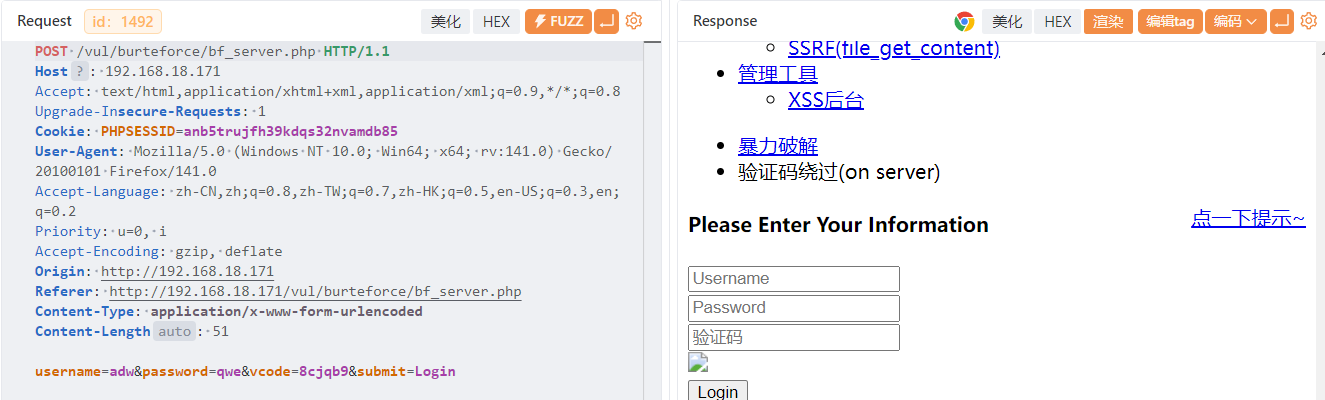 Request id: 1492 美化 HEX FUZZ
POST /vul/burteforce/bf_server.php HTTP/1.1
Host ? : 192.168.18.171
Accept: text/html,application/xhtml+xml,application/xml;q=0.9,*/*;q=0.8
Upgrade-Insecure-Requests: 1
Cookie: PHPSESSID=anb5trujfh39kdqs32nvamdb85
User-Agent: Mozilla/5.0 (Windows NT 10.0; Win64; x64; rv:141.0) Gecko/
20100101 Firefox/141.0
Accept-Language: zh-CN,zh;q=0.8,zh-TW;q=0.7,zh-HK;q=0.5,en-US;q=0.3,en;
q=0.2
Priority: u=0, i
Accept-Encoding: gzip, deflate
Origin: http://192.168.18.171
Referer: http://192.168.18.171/vul/burteforce/bf_server.php
Content-Type: application/x-www-form-urlencoded
Content-Length auto : 51
username=adw&password=qwe&vcode=8cjqb9&submit=Login
Response 美化 HEX 渲染 编辑tag 编码
SSRF(file_get_content)
管理工具
XSS后台
暴力破解
验证码绕过(on server)
Please Enter Your Information
点一下提示~
Username
Password
验证码
Login